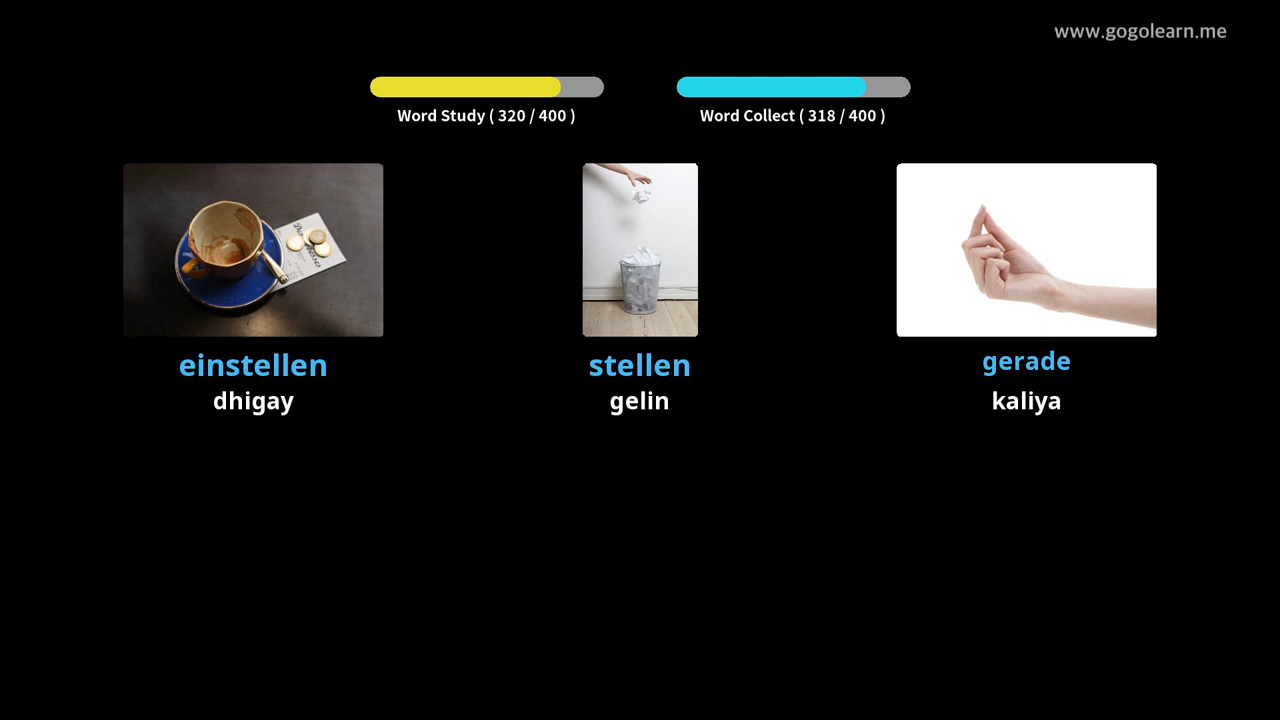 www.gogolearn.me
Word Study ( 320 / 400 )
Word Collect ( 318 / 400 )
einstellen
dhigay
stellen
gelin
gerade
kaliya